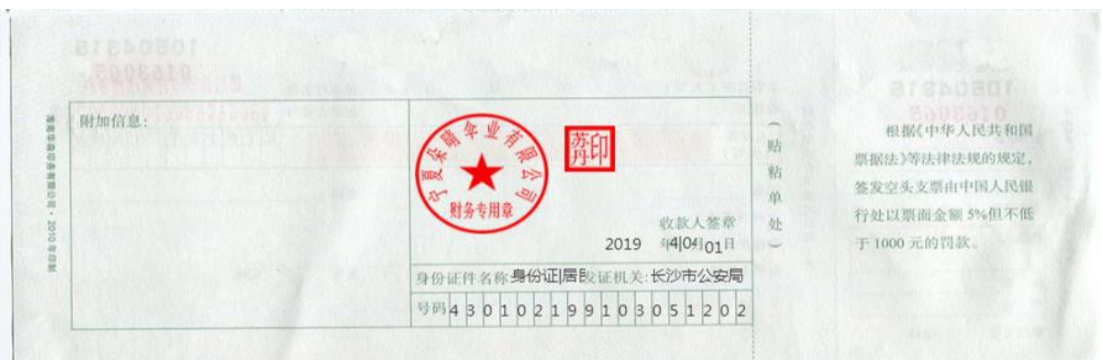 附加信息:
宁夏朵晴伞业有限公司
财务专用章
苏丹印
收款人签章
2019 年4|04月01日
身份证件名称:身份证|居民 发证机关:长沙市公安局
号码430102199103051202
(贴粘单处)
根据《中华人民共和国
票据法》等法律法规的规定,
签发空头支票由中国人民银
行处以票面金额5%但不低
于1000元的罚款。